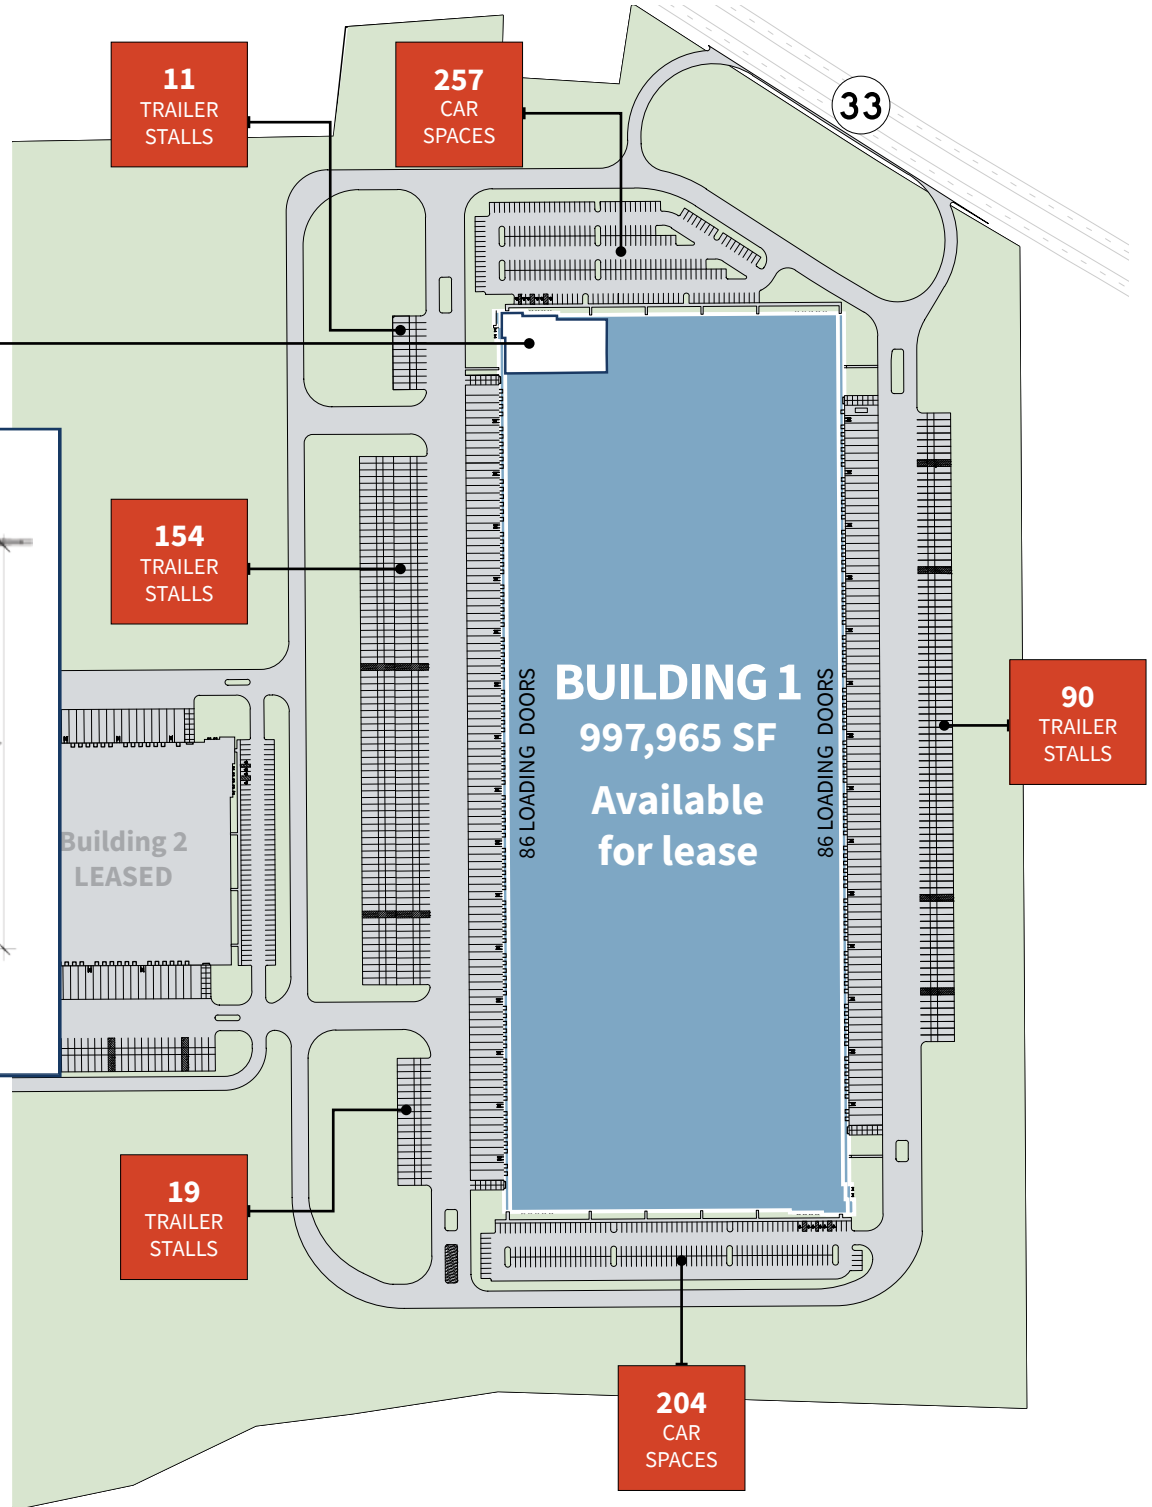 11
TRAILER
STALLS
257
CAR
SPACES
33
154
TRAILER
STALLS
86 LOADING DOORS
BUILDING 1
997,965 SF
Available
for lease
86 LOADING DOORS
90
TRAILER
STALLS
Building 2
LEASED
19
TRAILER
STALLS
204
CAR
SPACES